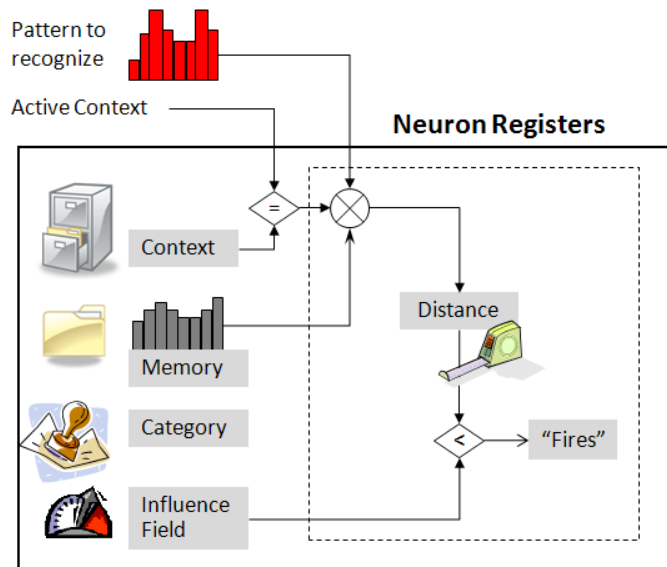 Pattern to
recognize
Active Context
Neuron Registers
=
Context
Distance
Memory
Category
<
“Fires”
Influence
Field